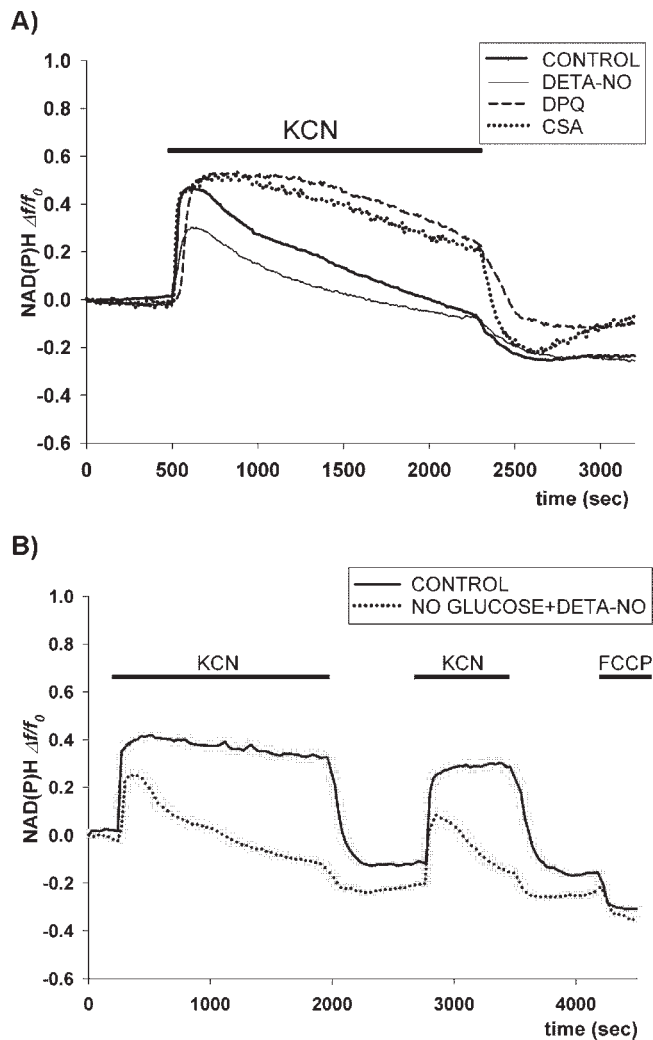 A)
CONTROL
DETA-NO
DPQ
CSA
KCN
NAD(P)H Δf/f0
1.0
0.8
0.6
0.4
0.2
0.0
-0.2
-0.4
-0.6
0 500 1000 1500 2000 2500 3000
time (sec)
B)
CONTROL
NO GLUCOSE+DETA-NO
KCN KCN FCCP
NAD(P)H Δf/f0
1.0
0.8
0.6
0.4
0.2
0.0
-0.2
-0.4
-0.6
0 1000 2000 3000 4000
time (sec)